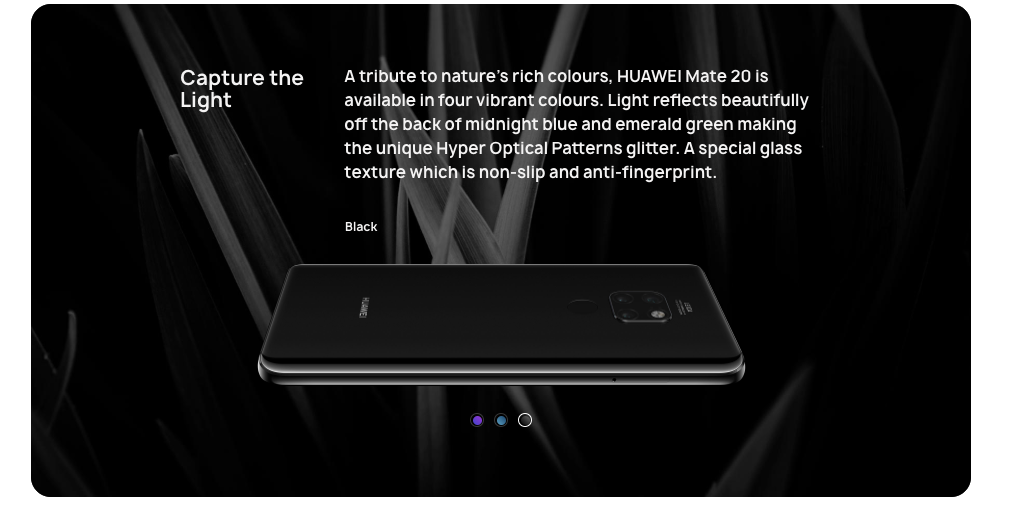 Capture the
Light
A tribute to nature's rich colours, HUAWEI Mate 20 is
available in four vibrant colours. Light reflects beautifully
off the back of midnight blue and emerald green making
the unique Hyper Optical Patterns glitter. A special glass
texture which is non-slip and anti-fingerprint.
Black
HUAWEI